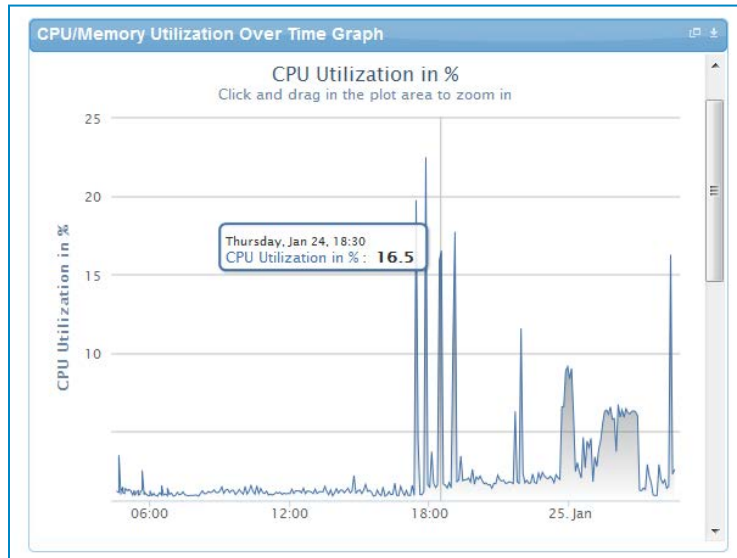 CPU/Memory Utilization Over Time Graph
CPU Utilization in %
Click and drag in the plot area to zoom in
25
20
Thursday, Jan 24, 18:30
CPU Utilization in % : 16.5
15
10
CPU Utilization in %
06:00 12:00 18:00 25. Jan